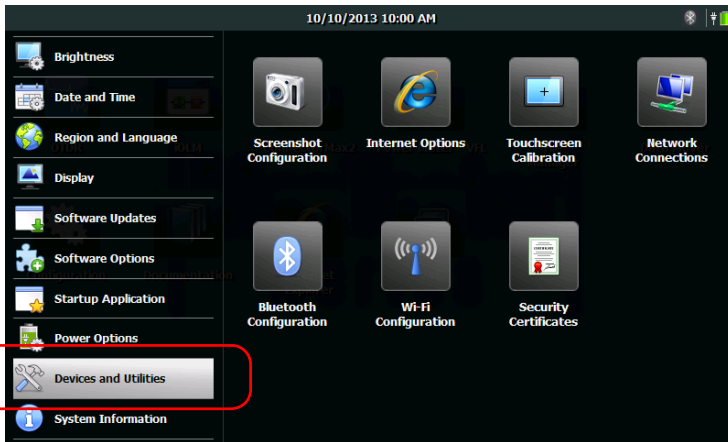 10/10/2013 10:00 AM
Brightness
Date and Time
Region and Language
Display
Software Updates
Software Options
Startup Application
Power Options
Devices and Utilities
System Information
Screenshot
Configuration
Internet Options
Touchscreen
Calibration
Network
Connections
Bluetooth
Configuration
Wi-Fi
Configuration
Security
Certificates